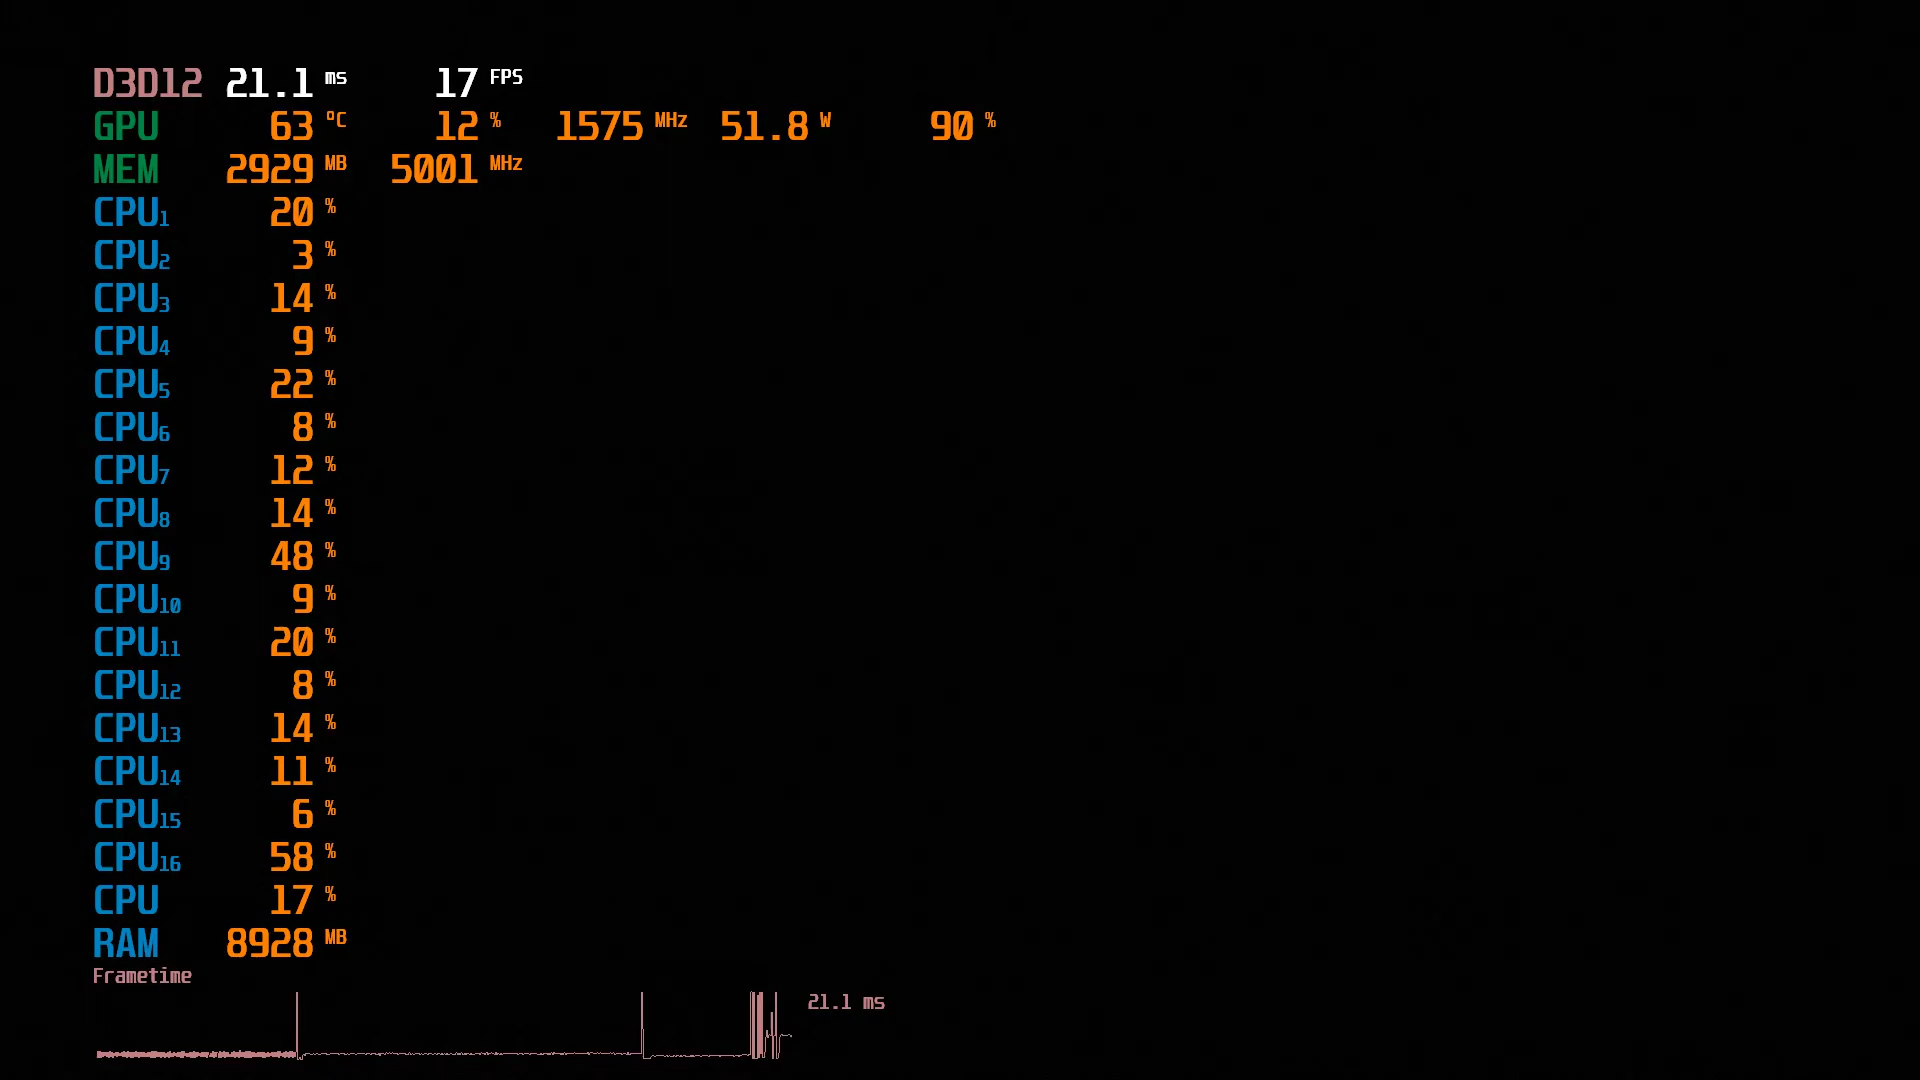 D3D12 21.1 ms 17 FPS
GPU 63 °C 12 % 1575 MHz 51.8 W 90 %
MEM 2929 MB 5001 MHz
CPU1 20 %
CPU2 3 %
CPU3 14 %
CPU4 9 %
CPU5 22 %
CPU6 8 %
CPU7 12 %
CPU8 14 %
CPU9 48 %
CPU10 9 %
CPU11 20 %
CPU12 8 %
CPU13 14 %
CPU14 11 %
CPU15 6 %
CPU16 58 %
CPU 17 %
RAM 8928 MB
Frametime
21.1 ms